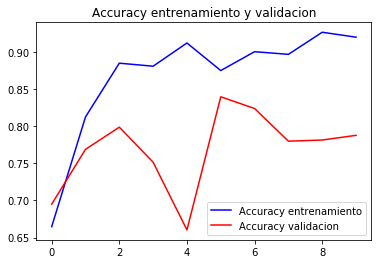 Accuracy entrenamiento y validacion
0.90
0.85
0.80
0.75
0.70
0.65
Accuracy entrenamiento
Accuracy validacion
0 2 4 6 8